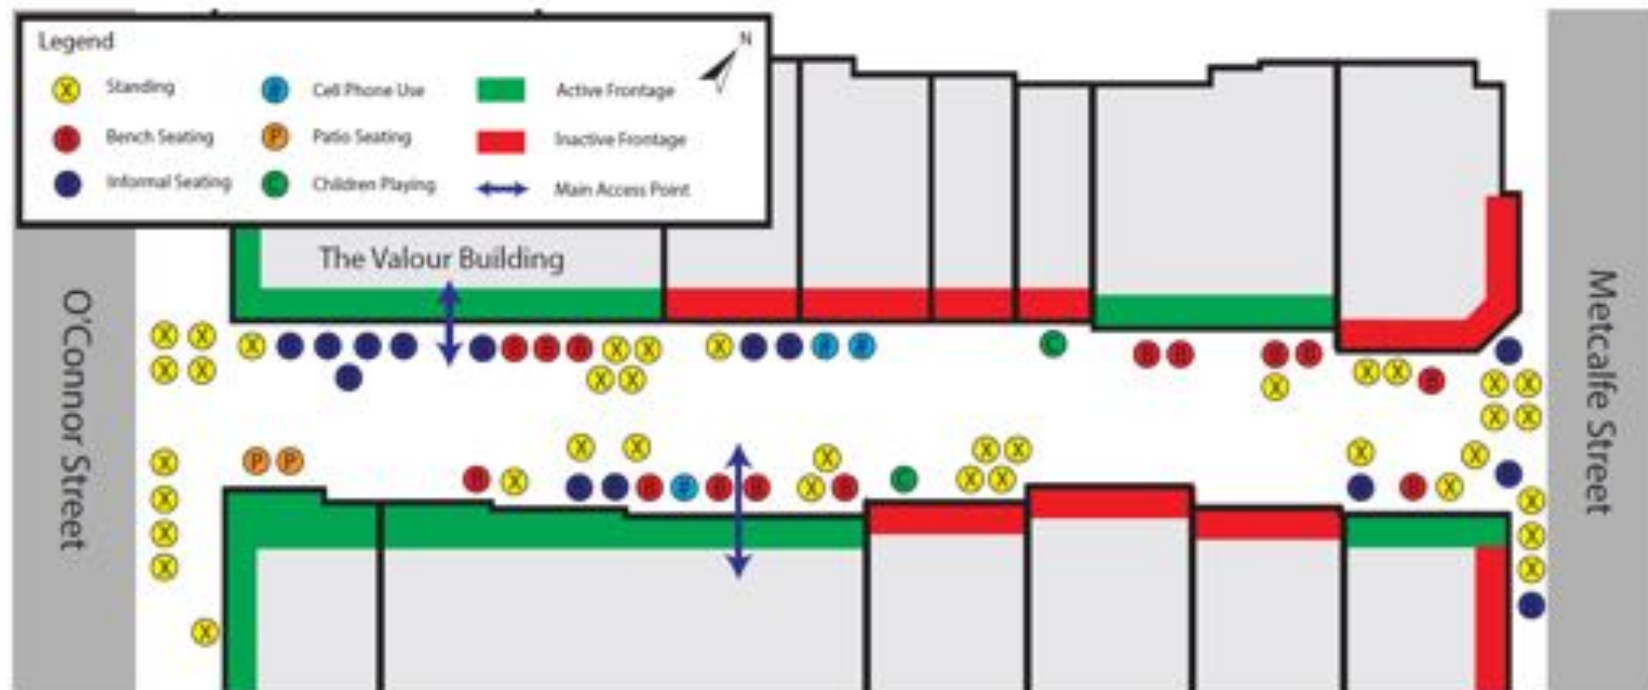 Legend
N
Standing
Cell Phone Use
Active Frontage
Bench Seating
Patio Seating
Inactive Frontage
Informal Seating
Children Playing
Main Access Point
The Valour Building
O'Connor Street
Metcalfe Street